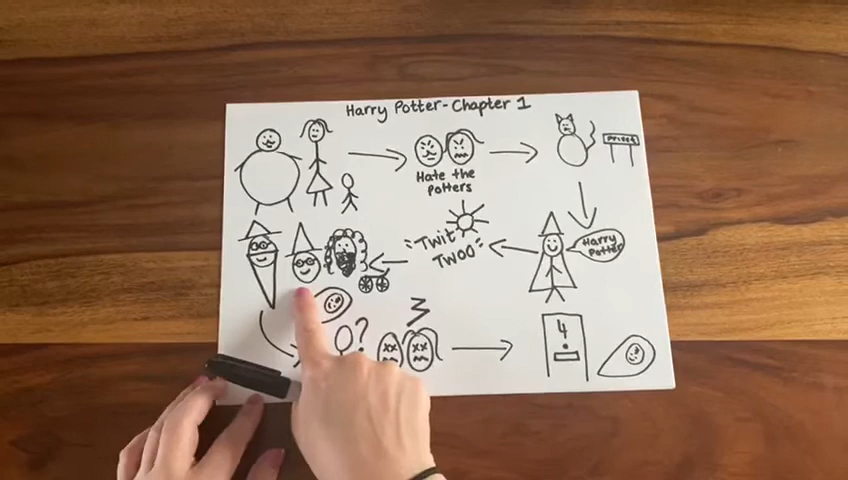 Harry Potter - Chapter 1
Hate the
Potters
Privet
Harry
Potter
"Twit
Twoo"
?
4